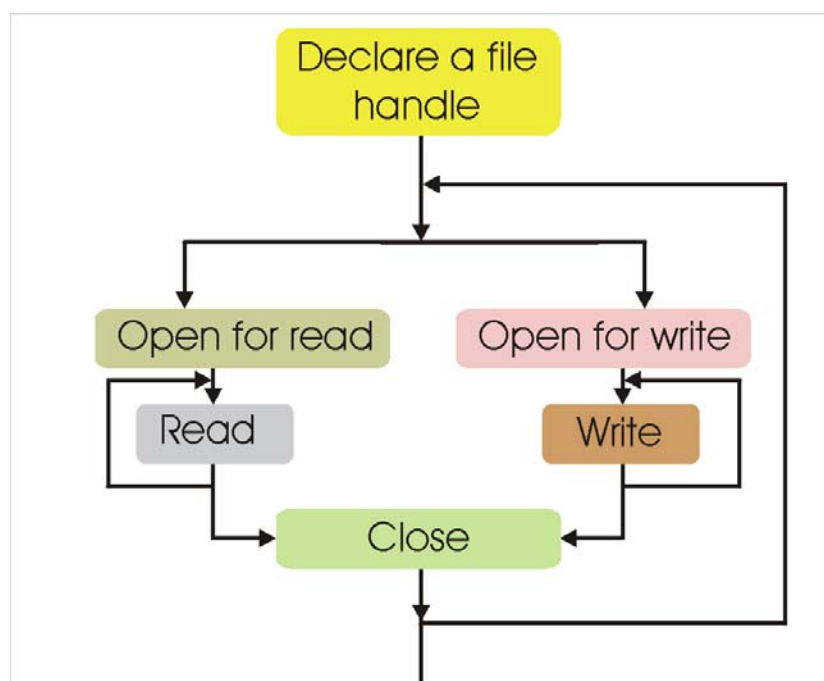 Declare a file
handle
Open for read
Open for write
Read
Write
Close